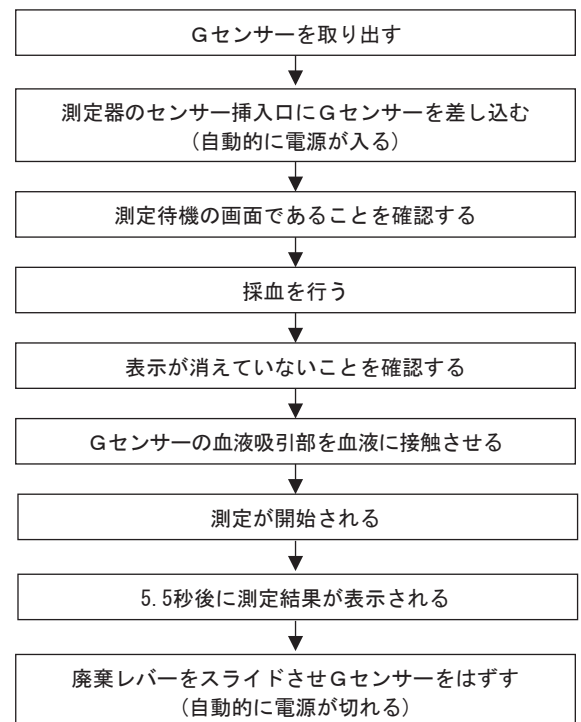 Gセンサーを取り出す
測定器のセンサー挿入口にGセンサーを差し込む
(自動的に電源が入る)
測定待機の画面であることを確認する
採血を行う
表示が消えていないことを確認する
Gセンサーの血液吸引部を血液に接触させる
測定が開始される
5.5秒後に測定結果が表示される
廃棄レバーをスライドさせGセンサーをはずす
(自動的に電源が切れる)